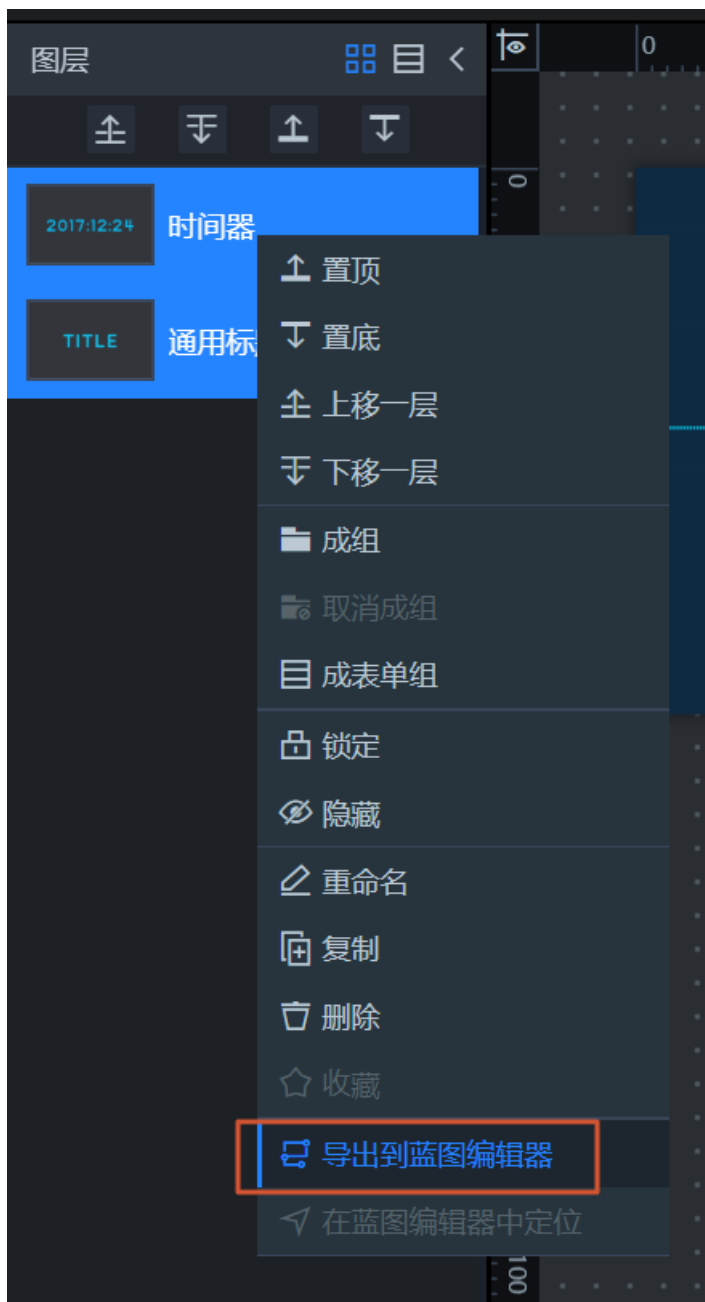 图层
0
2017:12:24
时间器
0
TITLE
通用标
置顶
置底
上移一层
下移一层
成组
取消成组
成表单组
锁定
隐藏
重命名
复制
删除
收藏
导出到蓝图编辑器
在蓝图编辑器中定位
100